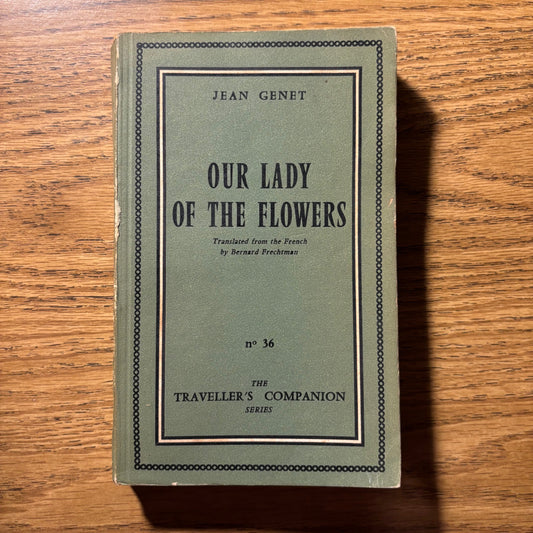 JEAN GENET
OUR LADY
OF THE FLOWERS
Translated from the French
by Bernard Frechtman
nº 36
THE
TRAVELLER'S COMPANION
SERIES